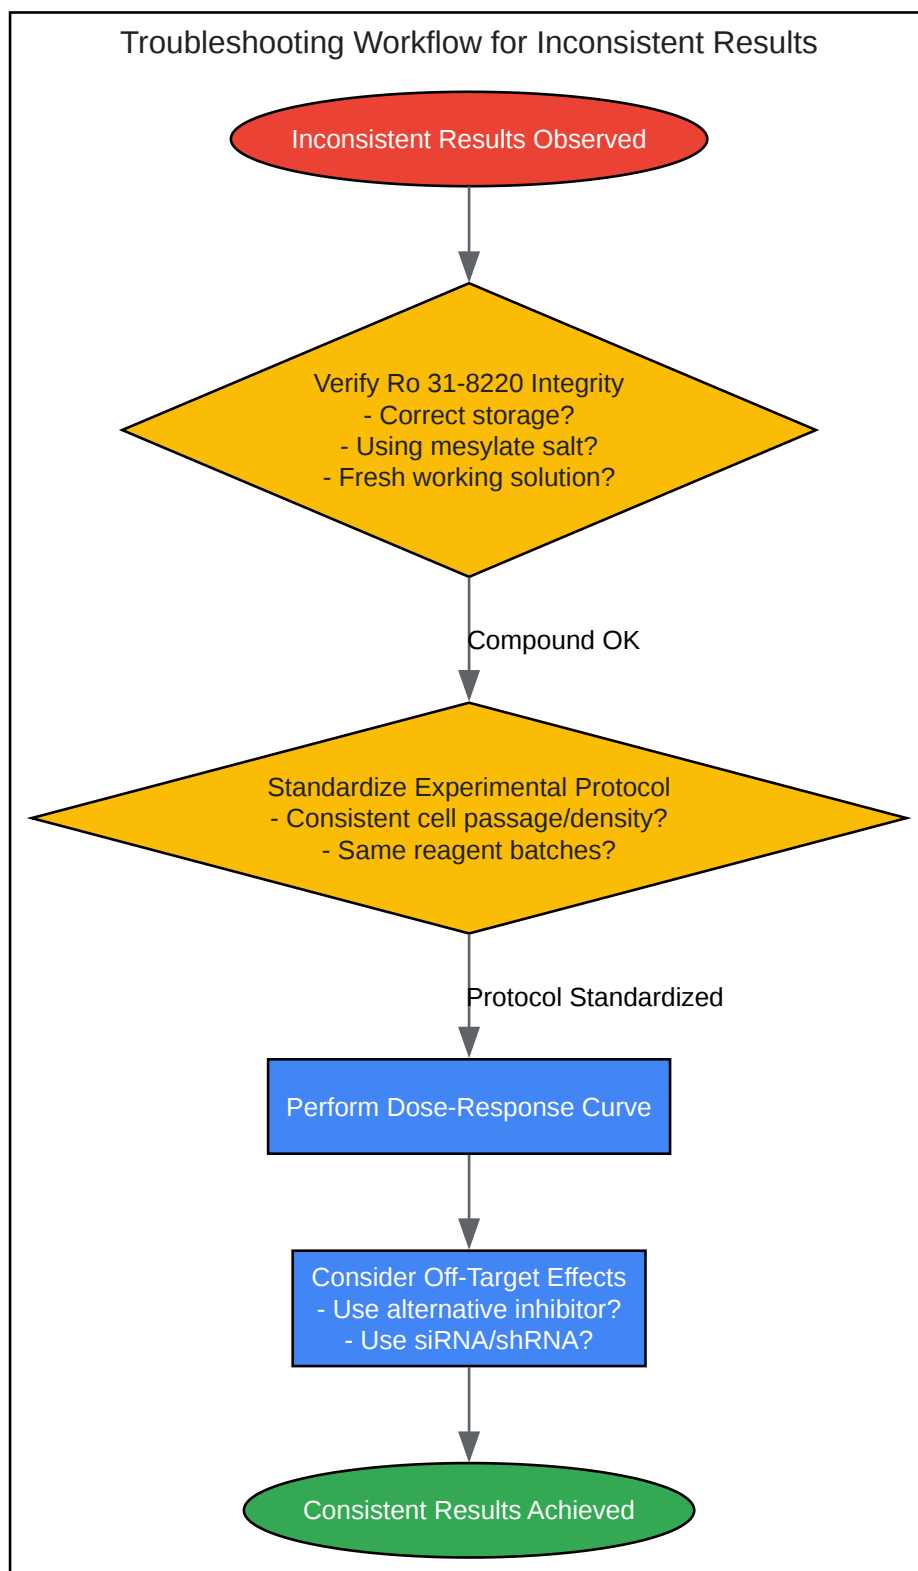 Troubleshooting Workflow for Inconsistent Results
Inconsistent Results Observed
Verify Ro 31-8220 Integrity
- Correct storage?
- Using mesylate salt?
- Fresh working solution?
Compound OK
Standardize Experimental Protocol
- Consistent cell passage/density?
- Same reagent batches?
Protocol Standardized
Perform Dose-Response Curve
Consider Off-Target Effects
- Use alternative inhibitor?
- Use siRNA/shRNA?
Consistent Results Achieved